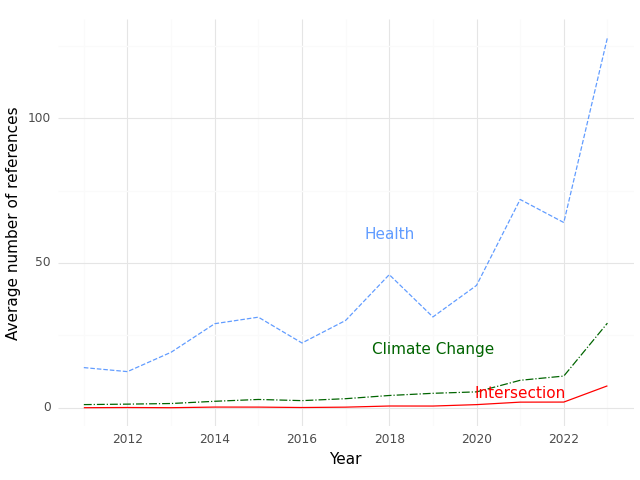 Average number of references
100
50
0
Health
Climate Change
Intersection
2012 2014 2016 2018 2020 2022
Year